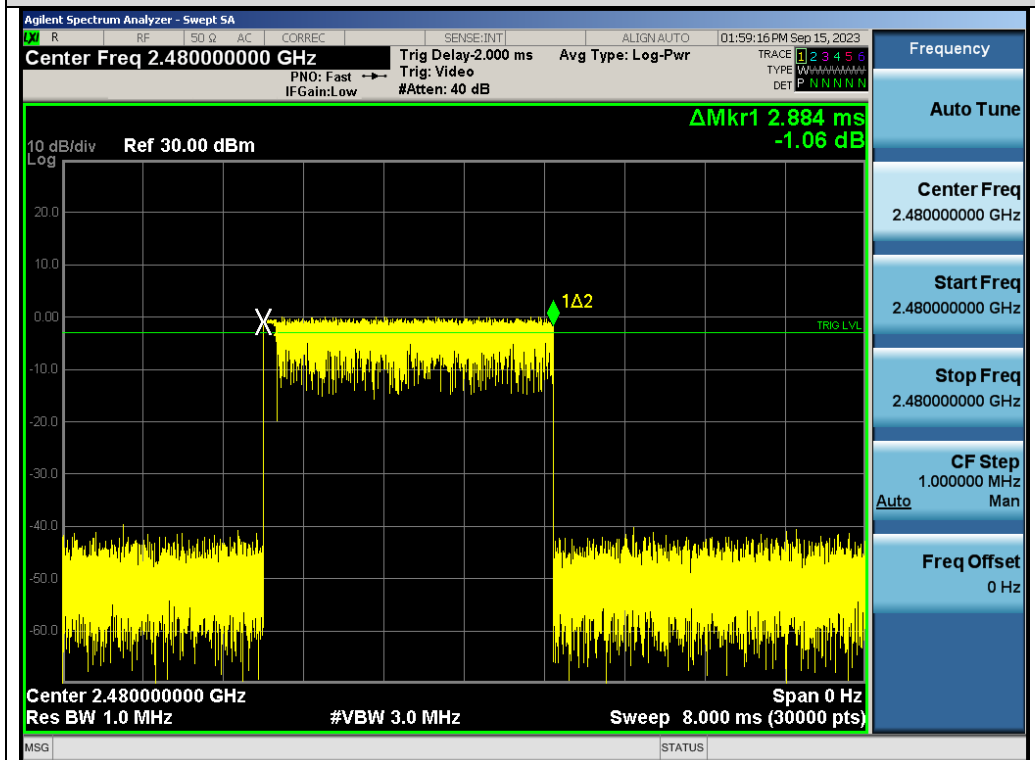 Agilent Spectrum Analyzer - Swept SA
LXI R RF 50 Ω AC CORREC SENSE:INT ALIGN AUTO 01:59:16 PM Sep 15, 2023
Center Freq 2.480000000 GHz
PNO: Fast
IFGain:Low
Trig Delay-2.000 ms
Trig: Video
#Atten: 40 dB
Avg Type: Log-Pwr
TRACE 1 2 3 4 5 6
TYPE WWWWWW
DET P N N N N N
ΔMkr1 2.884 ms
-1.06 dB
10 dB/div Ref 30.00 dBm
Log
20.0
10.0
0.00
-10.0
-20.0
-30.0
-40.0
-50.0
-60.0
X
1Δ2
TRIG LVL
Center 2.480000000 GHz Span 0 Hz
Res BW 1.0 MHz #VBW 3.0 MHz Sweep 8.000 ms (30000 pts)
MSG STATUS
Frequency
Auto Tune
Center Freq
2.480000000 GHz
Start Freq
2.480000000 GHz
Stop Freq
2.480000000 GHz
CF Step
1.000000 MHz
Auto Man
Freq Offset
0 Hz